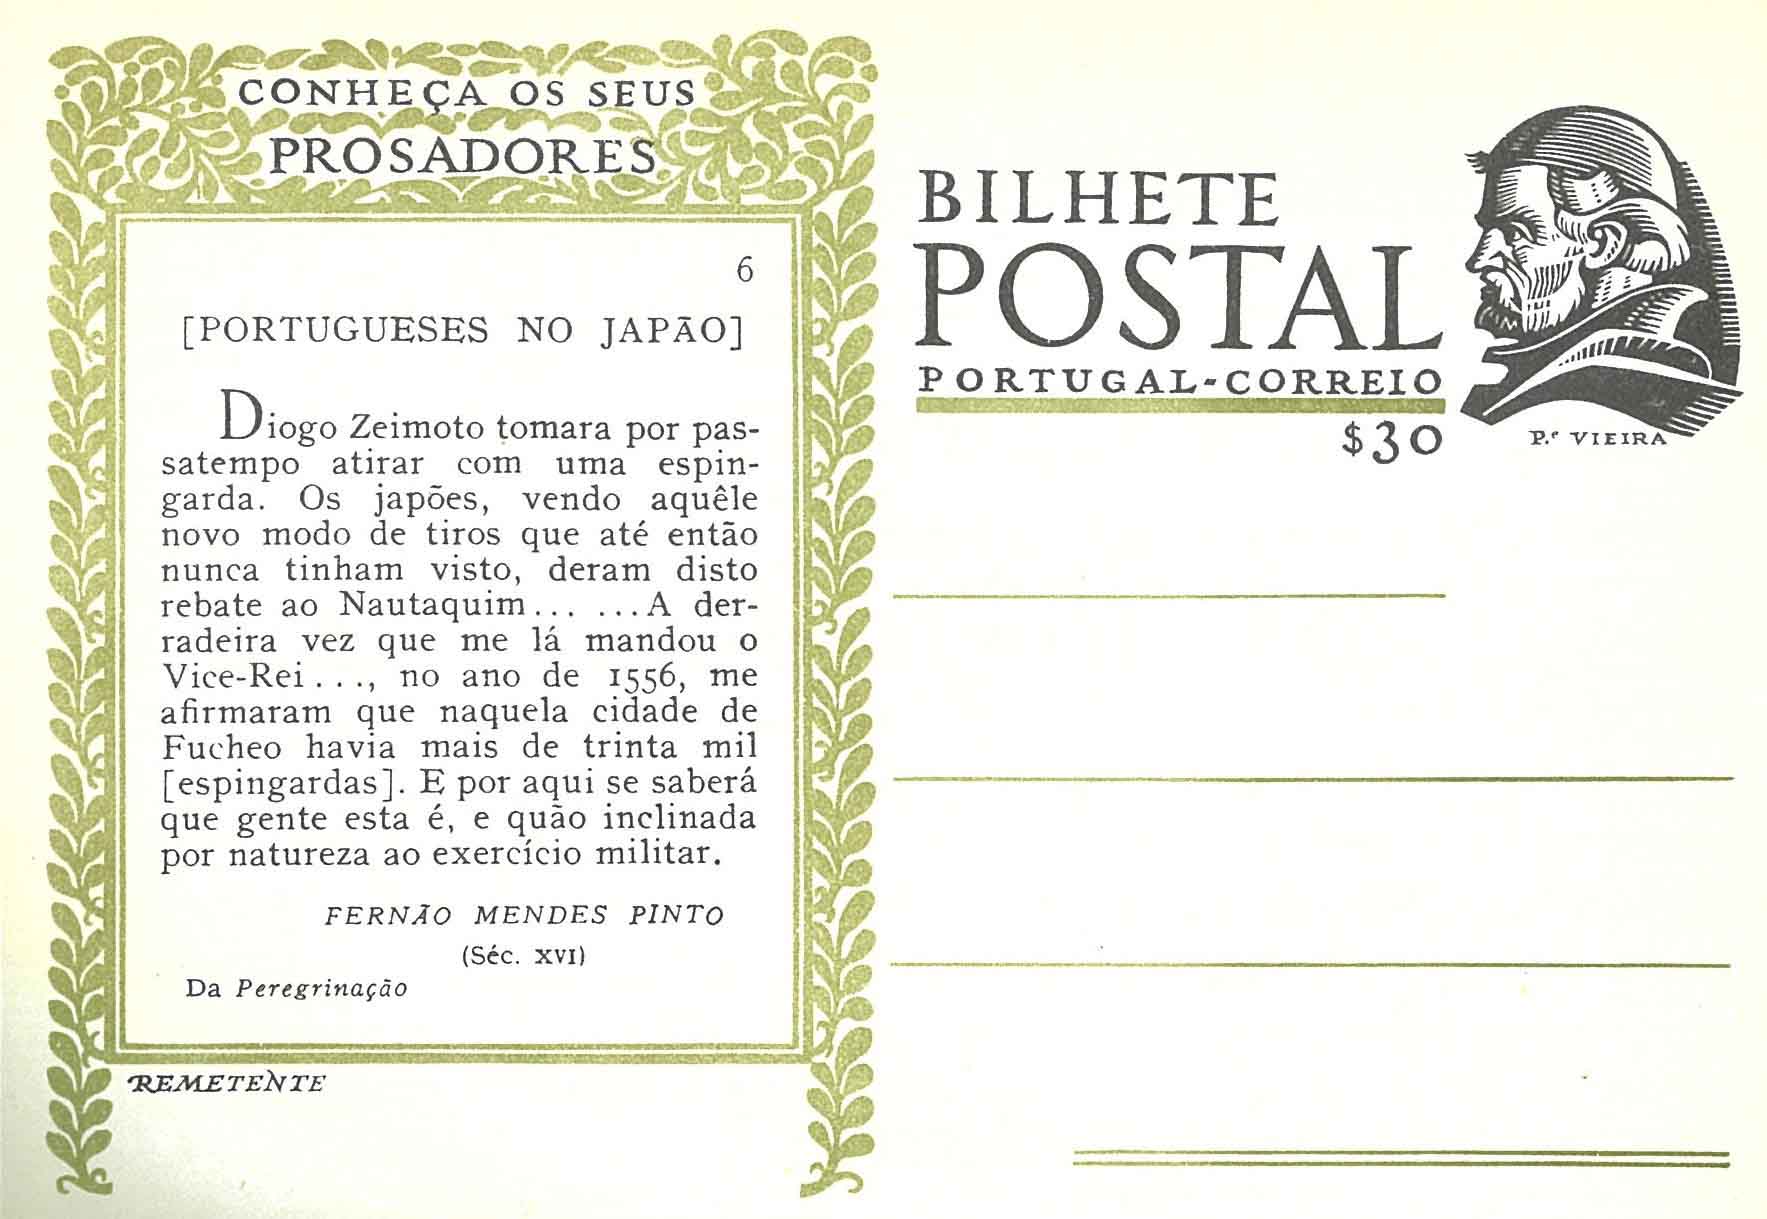 CONHEÇA OS SEUS
PROSADORES
6
[PORTUGUESES NO JAPÃO]
Diogo Zeimoto tomara por pas-
satempo atirar com uma espin-
garda. Os japões, vendo aquêle
novo modo de tiros que até então
nunca tinham visto, deram disto
rebate ao Nautaquim... ...A der-
radeira vez que me lá mandou o
Vice-Rei..., no ano de 1556, me
afirmaram que naquela cidade de
Fucheo havia mais de trinta mil
[espingardas]. E por aqui se saberá
que gente esta é, e quão inclinada
por natureza ao exercício militar.
FERNÃO MENDES PINTO
(Séc. XVI)
Da Peregrinação
REMETENTE
BILHETE
POSTAL
PORTUGAL-CORREIO
$30
P.e VIEIRA